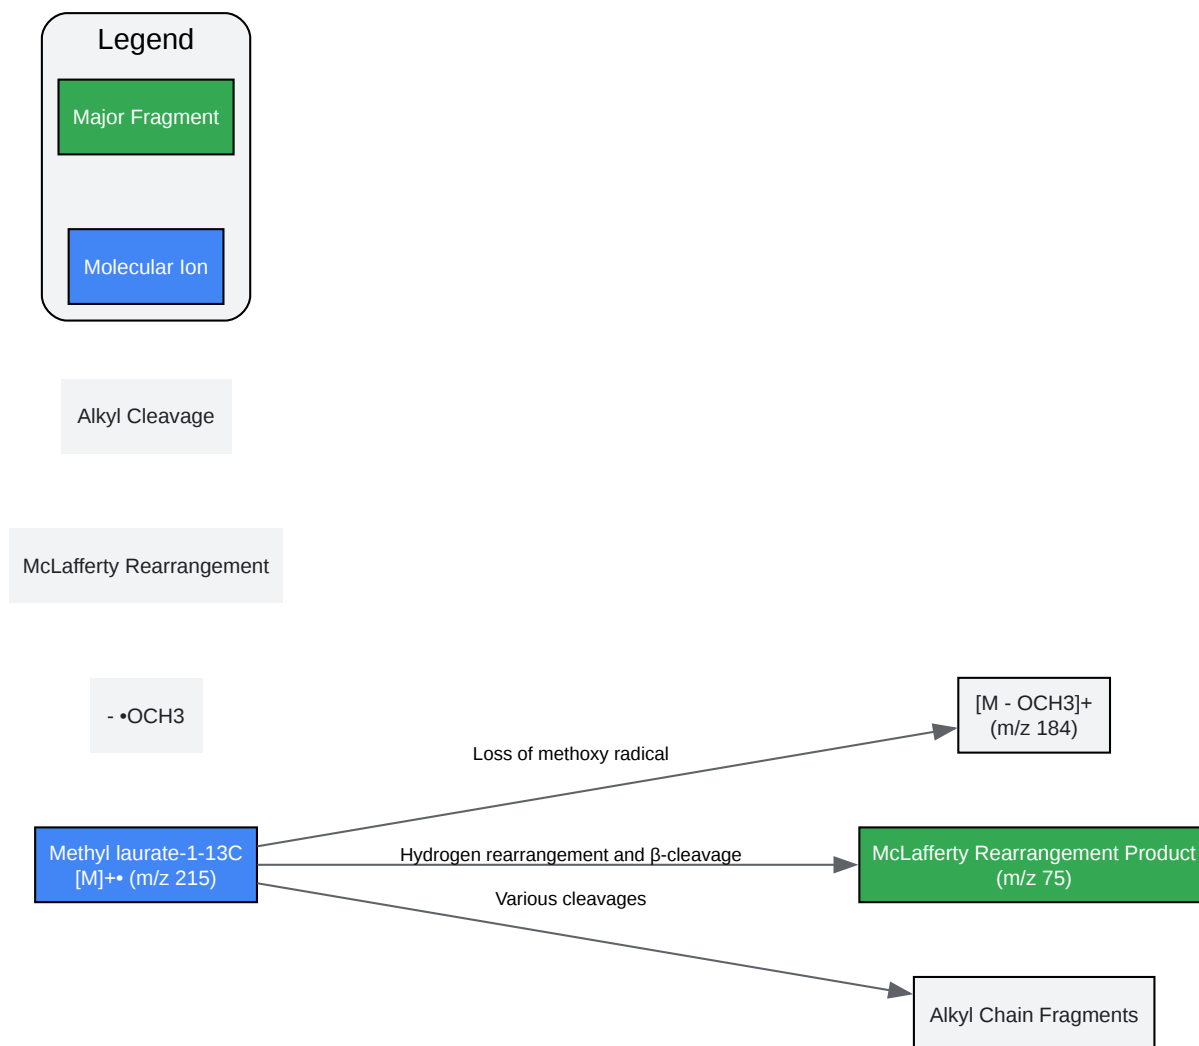 Legend
Major Fragment
Molecular Ion
Alkyl Cleavage
McLafferty Rearrangement
- •OCH3
[M - OCH3]+
(m/z 184)
Loss of methoxy radical
Methyl laurate-1-13C
[M]+• (m/z 215)
Hydrogen rearrangement and β-cleavage
McLafferty Rearrangement Product
(m/z 75)
Various cleavages
Alkyl Chain Fragments